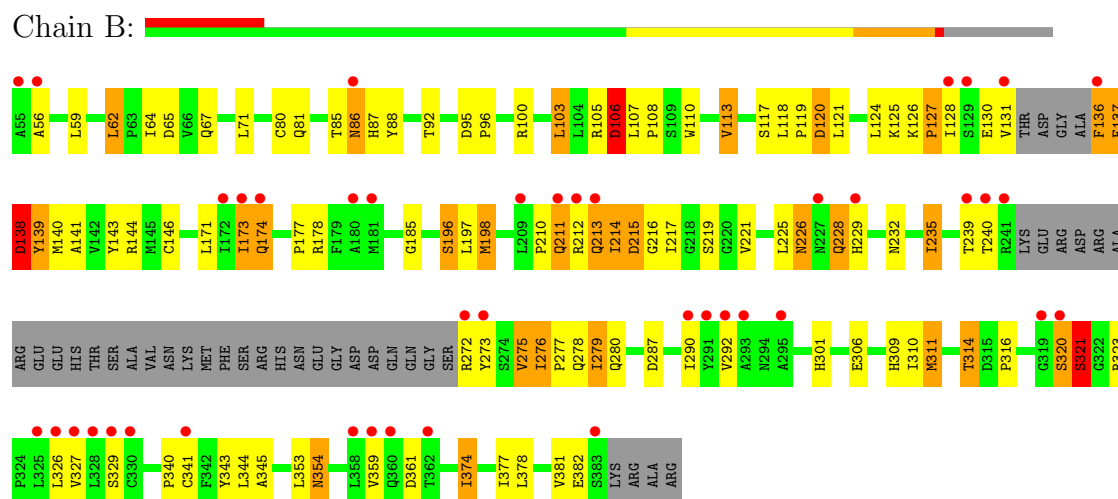 Chain B:
A55 A56 L59 L62 P63 I64 D65 V66 Q67 L71 C80 Q81 T85 N86 H87 Y88 T92 D95 P96 R100 L103 L104 R105 D106 L107 P108 S109 W110 V113 S117 L118 P119 D120 L121 L124 K125 K126 P127 I128 S129 E130 V131 THR ASP GLY ALA F136
D138 Y139 M140 A141 V142 Y143 R144 M145 C146 L171 I172 I173 Q174 P177 R178 F179 A180 M181 G185 S196 L197 M198 L209 P210 Q211 R212 Q213 I214 D215 G216 I217 G218 S219 G220 V221 L225 N226 N227 Q228 H229 N232 I235 T239 T240 R241 LYS GLU ARG ASP ARG ALA
ARG GLU GLU HIS THR SER ALA VAL ASN LYS MET PHE SER ARG HIS ASN GLU GLY ASP ASP GLN GLN GLY SER R272 Y273 S274 V275 I276 P277 Q278 I279 Q280 D287 I290 Y291 V292 A293 N294 A295 H301 E306 H309 I310 M311 T314 D315 P316 G319 S320 S321 G322
P324 L325 L326 V327 L328 S329 C330 P340 C341 F342 Y343 L344 A345 L353 N354 L358 V359 Q360 D361 T362 I374 I377 L378 V381 E382 S383 LYS ARG ALA ARG